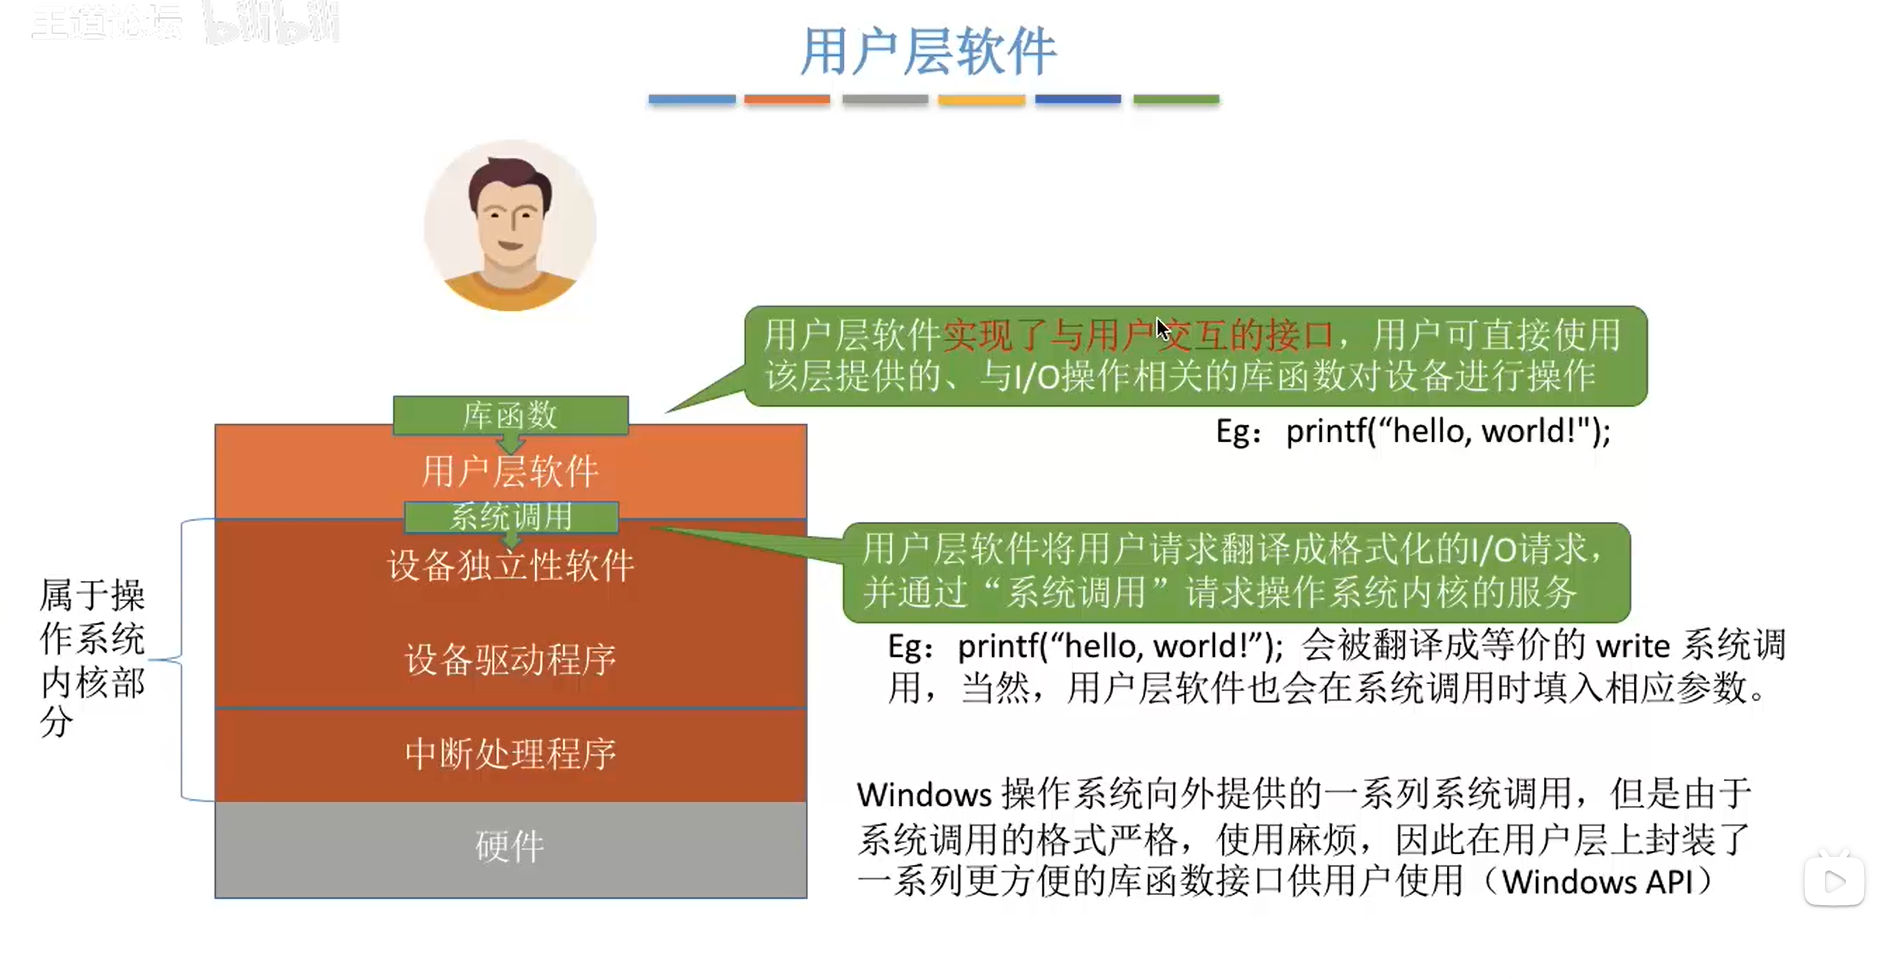 王道论坛 bilibili
用户层软件
用户层软件实现了与用户交互的接口，用户可直接使用
该层提供的、与I/O操作相关的库函数对设备进行操作
Eg：printf(“hello, world!");
库函数
用户层软件
系统调用
设备独立性软件
设备驱动程序
中断处理程序
硬件
属于操
作系统
内核部
分
用户层软件将用户请求翻译成格式化的I/O请求，
并通过“系统调用”请求操作系统内核的服务
Eg：printf(“hello, world!”); 会被翻译成等价的 write 系统调
用，当然，用户层软件也会在系统调用时填入相应参数。
Windows 操作系统向外提供的一系列系统调用，但是由于
系统调用的格式严格，使用麻烦，因此在用户层上封装了
一系列更方便的库函数接口供用户使用（Windows API）